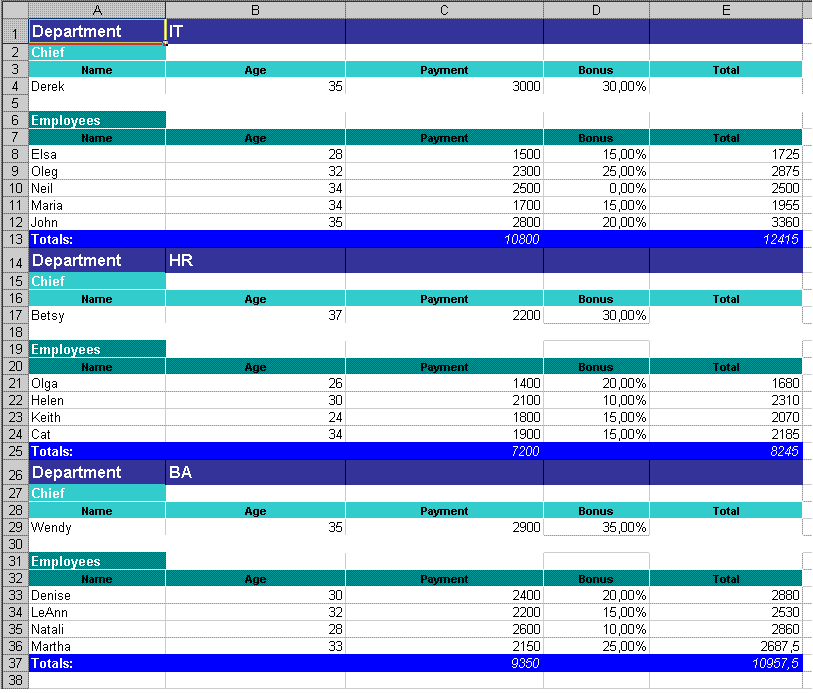 A B C D E
1 Department IT
2 Chief
3 Name Age Payment Bonus Total
4 Derek 35 3000 30,00%
5
6 Employees
7 Name Age Payment Bonus Total
8 Elsa 28 1500 15,00% 1725
9 Oleg 32 2300 25,00% 2875
10 Neil 34 2500 0,00% 2500
11 Maria 34 1700 15,00% 1955
12 John 35 2800 20,00% 3360
13 Totals: 10800 12415
14 Department HR
15 Chief
16 Name Age Payment Bonus Total
17 Betsy 37 2200 30,00%
18
19 Employees
20 Name Age Payment Bonus Total
21 Olga 26 1400 20,00% 1680
22 Helen 30 2100 10,00% 2310
23 Keith 24 1800 15,00% 2070
24 Cat 34 1900 15,00% 2185
25 Totals: 7200 8245
26 Department BA
27 Chief
28 Name Age Payment Bonus Total
29 Wendy 35 2900 35,00%
30
31 Employees
32 Name Age Payment Bonus Total
33 Denise 30 2400 20,00% 2880
34 LeAnn 32 2200 15,00% 2530
35 Natali 28 2600 10,00% 2860
36 Martha 33 2150 25,00% 2687,5
37 Totals: 9350 10957,5
38